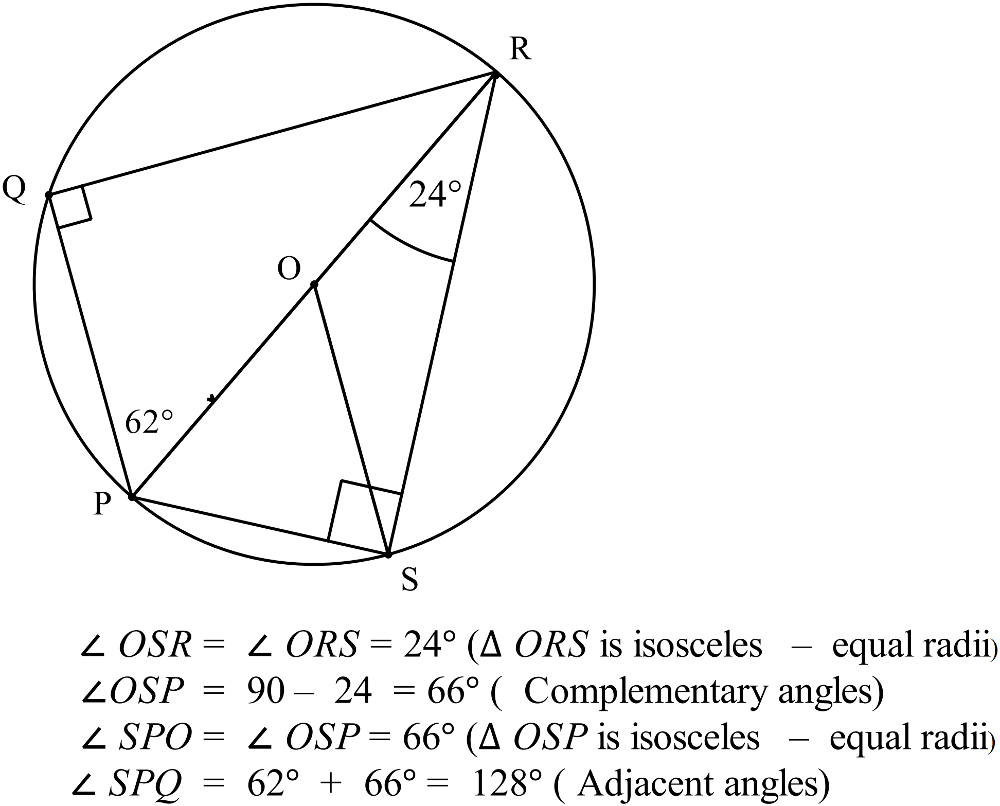 R
Q
24°
O
62°
P
S
∠ OSR = ∠ ORS = 24° (Δ ORS is isosceles – equal radii)
∠OSP = 90 – 24 = 66° ( Complementary angles)
∠ SPO = ∠ OSP = 66° (Δ OSP is isosceles – equal radii)
∠ SPQ = 62° + 66° = 128° ( Adjacent angles)